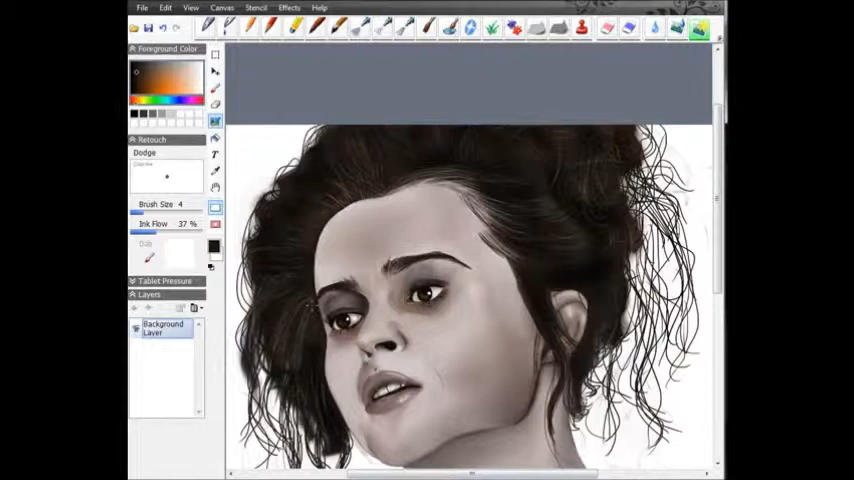 File Edit View Canvas Stencil Effects Help
Foreground Color
Retouch
Dodge
Brush Size 4
Ink Flow 37 %
Dab
Tablet Pressure
Layers
Background
Layer